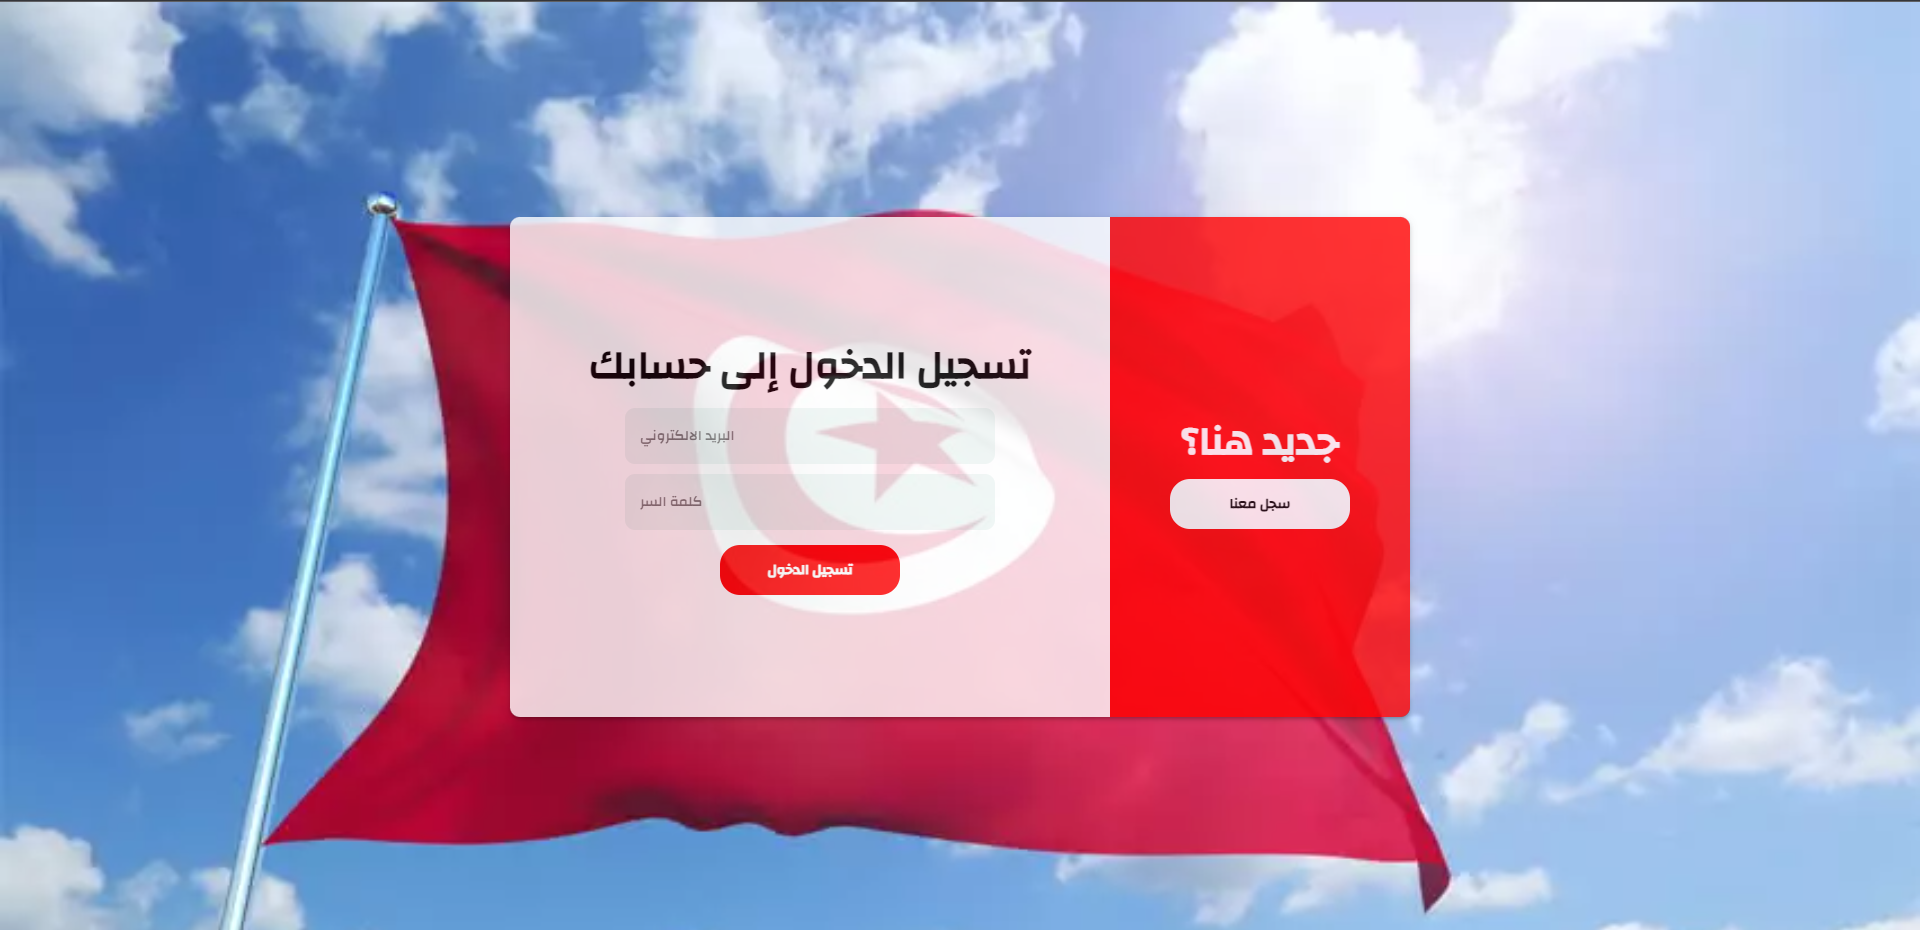 تسجيل الدخول إلى حسابك
البريد الالكتروني
كلمة السر
تسجيل الدخول
جديد هنا؟
سجل معنا